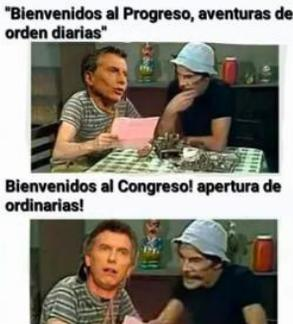 "Bienvenidos al Progreso, aventuras de
orden diarias"
Bienvenidos al Congreso! apertura de
ordinarias!